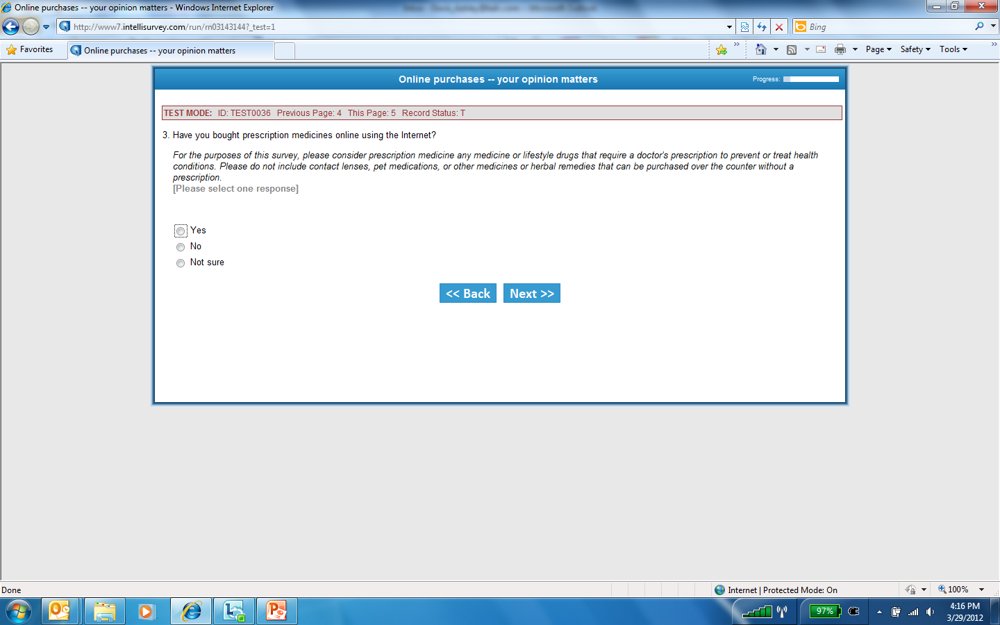 Online purchases -- your opinion matters - Windows Internet Explorer
http://www7.intellisurvey.com/run/rn03143144?_test=1
Bing
Favorites
Online purchases -- your opinion matters
Page
Safety
Tools
Online purchases -- your opinion matters
Progress:
TEST MODE: ID: TEST0036 Previous Page: 4 This Page: 5 Record Status: T
3. Have you bought prescription medicines online using the Internet?
For the purposes of this survey, please consider prescription medicine any medicine or lifestyle drugs that require a doctor's prescription to prevent or treat health
conditions. Please do not include contact lenses, pet medications, or other medicines or herbal remedies that can be purchased over the counter without a
prescription.
[Please select one response]
Yes
No
Not sure
<< Back
Next >>
Done
Internet | Protected Mode: On
100%
97%
4:16 PM
3/29/2012